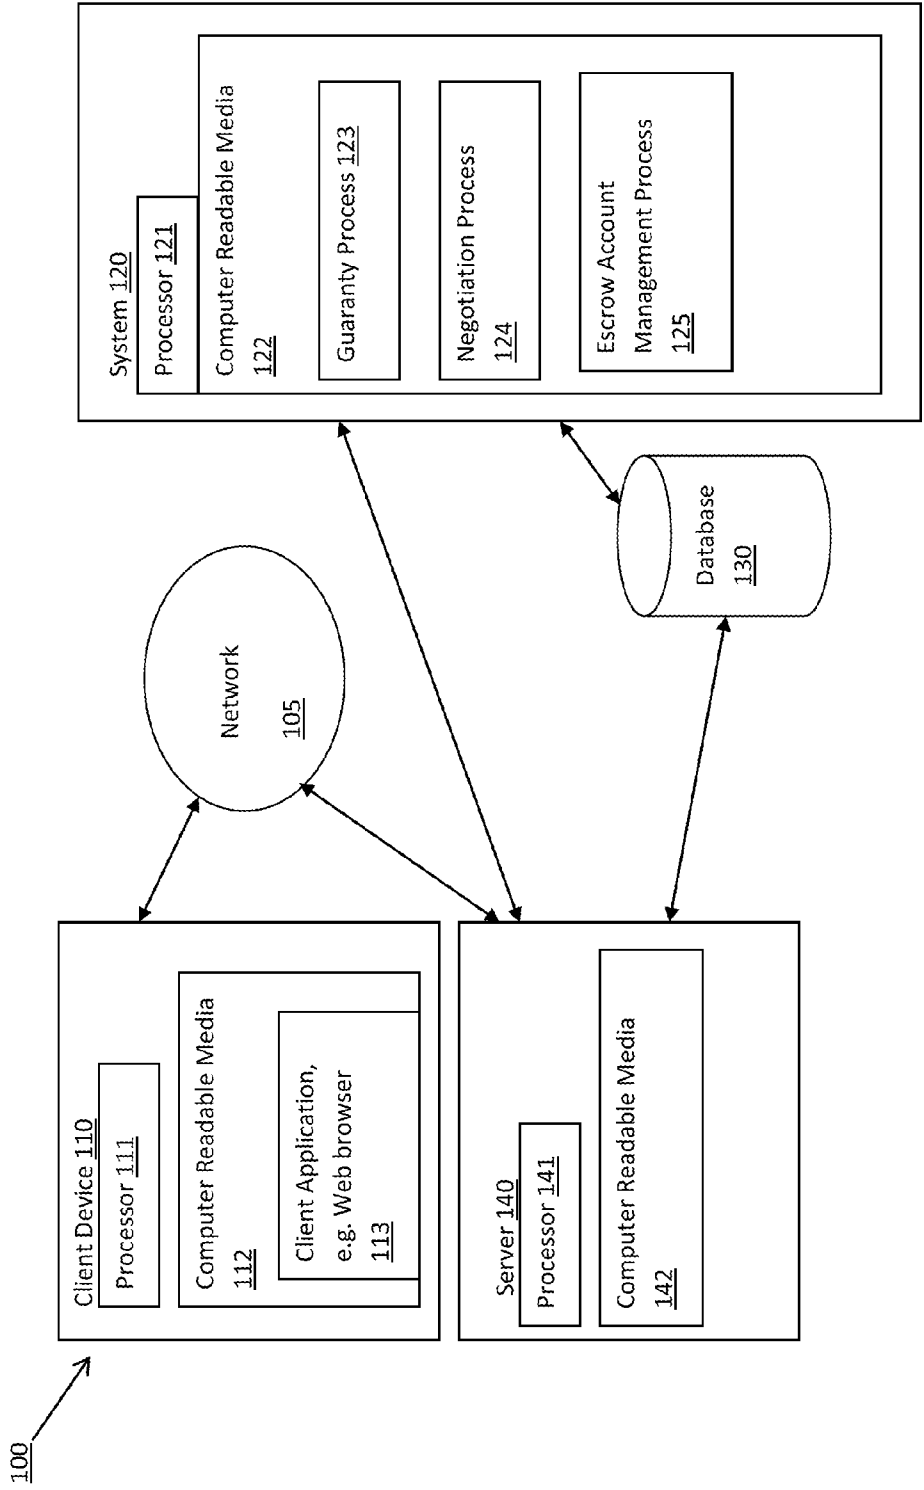 100
Client Device 110
Processor 111
Computer Readable Media
112
Client Application,
e.g. Web browser
113
Network
105
System 120
Processor 121
Computer Readable Media
122
Guaranty Process 123
Negotiation Process
124
Escrow Account
Management Process
125
Server 140
Processor 141
Computer Readable Media
142
Database
130